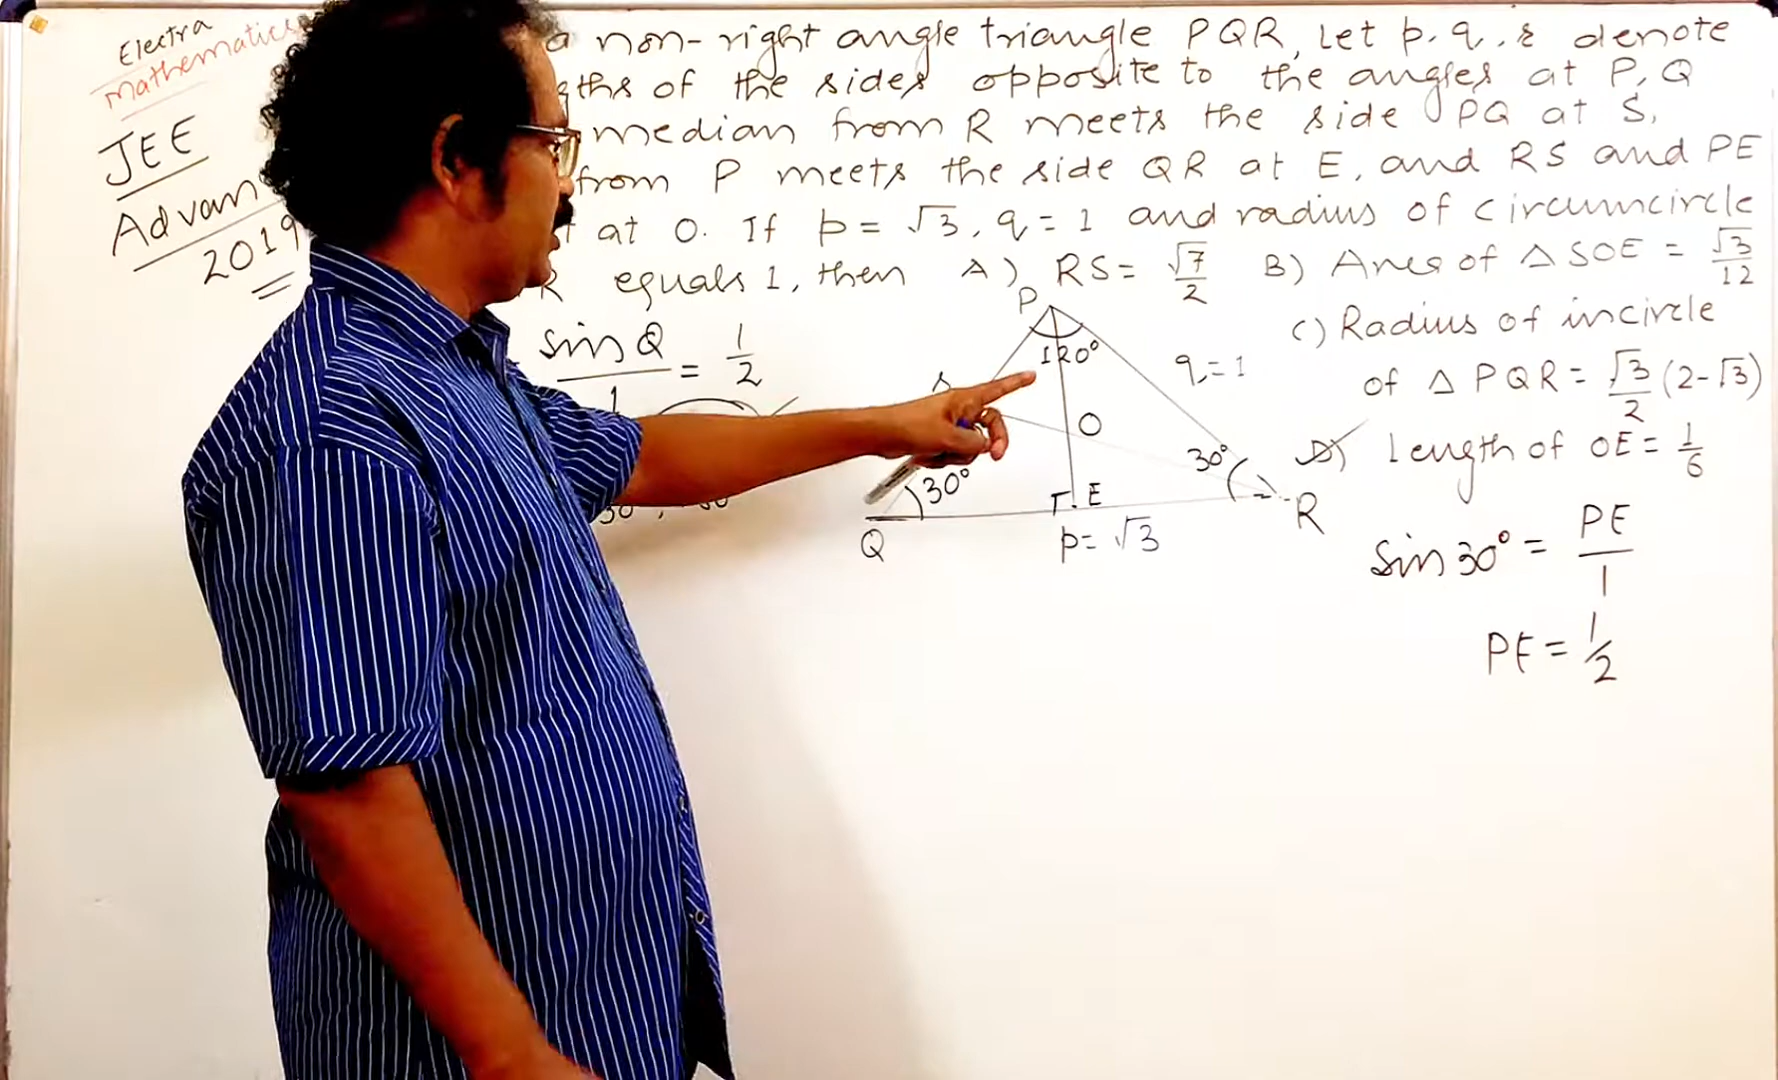 Electra
Mathematics
JEE
Advan
2019
a non-right angle triangle PQR, Let p, q, r denote
gths of the sides opposite to the angles at P, Q
median from R meets the side PQ at S,
from P meets the side QR at E, and RS and PE
at O. If p = √3, q = 1 and radius of circumcircle
R equals 1, then A) RS = √7/2 B) Area of △SOE = √3/12
C) Radius of incircle
of △ PQR = √3/2 (2-√3)
D) Length of OE = 1/6
sin Q / 1 = 1/2
P
120°
q = 1
S
O
30°
30°
E
R
Q
p = √3
Sin 30° = PE/1
PE = 1/2